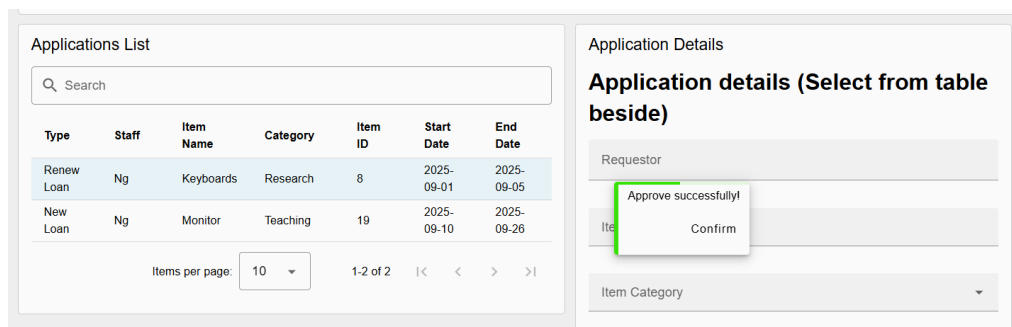 Applications List
Search
Type Staff Item Name Category Item ID Start Date End Date
Renew Loan Ng Keyboards Research 8 2025-09-01 2025-09-05
New Loan Ng Monitor Teaching 19 2025-09-10 2025-09-26
Items per page: 10 1-2 of 2
Application Details
Application details (Select from table
beside)
Requestor
Approve successfully!
Confirm
Item Category